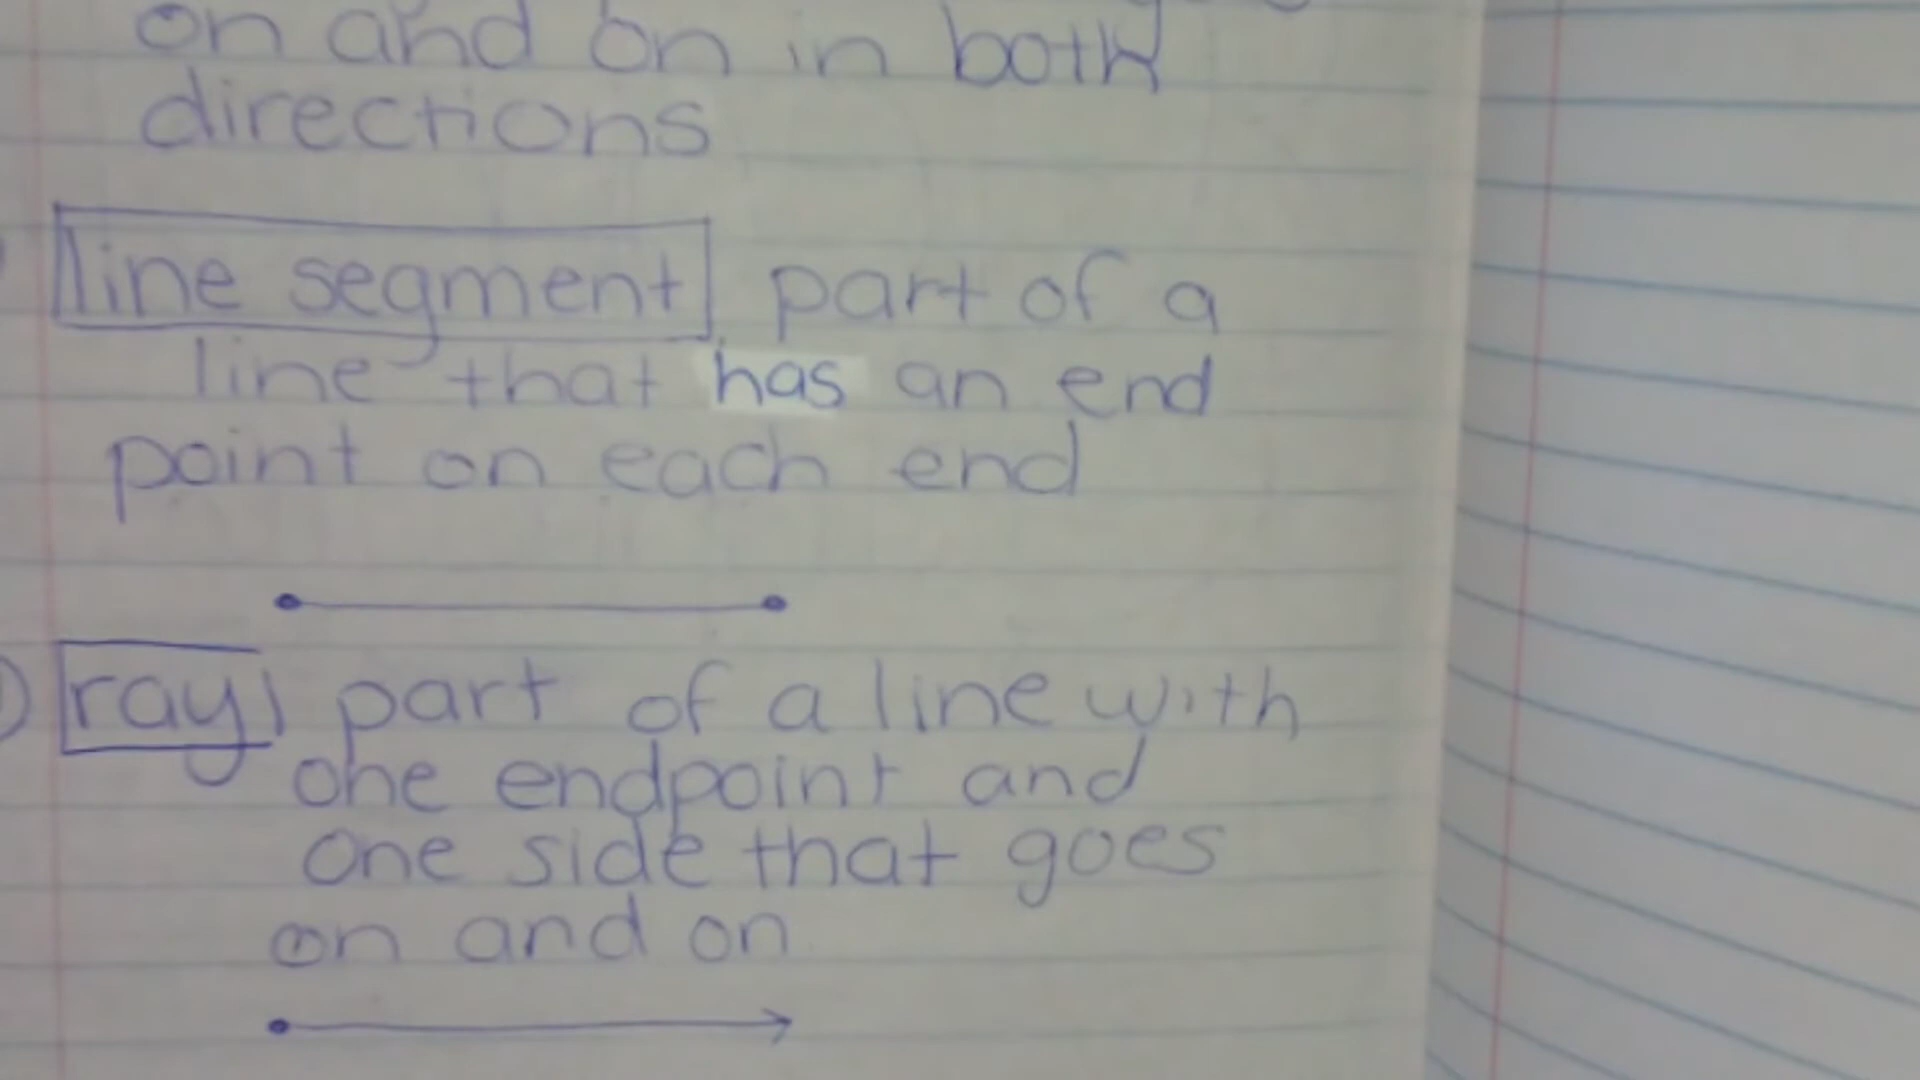 on and on in both
directions
line segment part of a
line that has an end
point on each end
ray part of a line with
one endpoint and
one side that goes
on and on